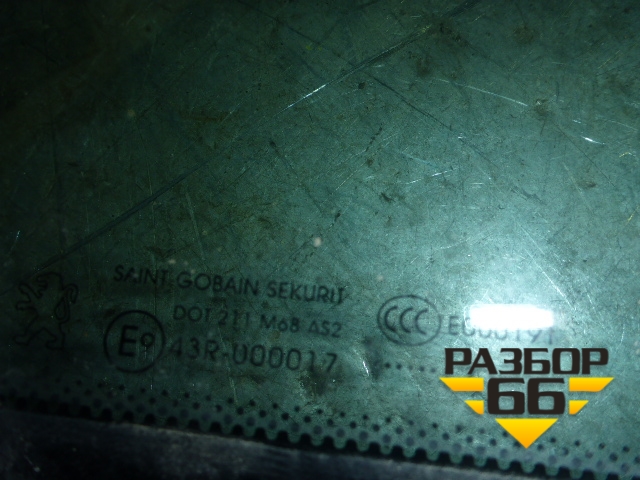 SAINT-GOBAIN SEKURIT
DOT 211 M68 AS2
CCC
E9 43R-000017
РАЗБОР
66